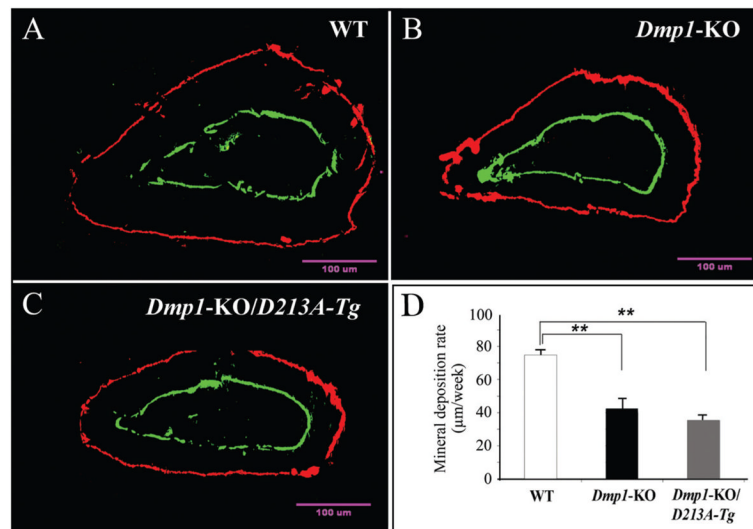 A
WT
100 um
B
Dmp1-KO
100 um
C
Dmp1-KO/D213A-Tg
100 um
D
Mineral deposition rate
(μm/week)
100
80
60
40
20
0
**
**
WT
Dmp1-KO
Dmp1-KO/
D213A-Tg